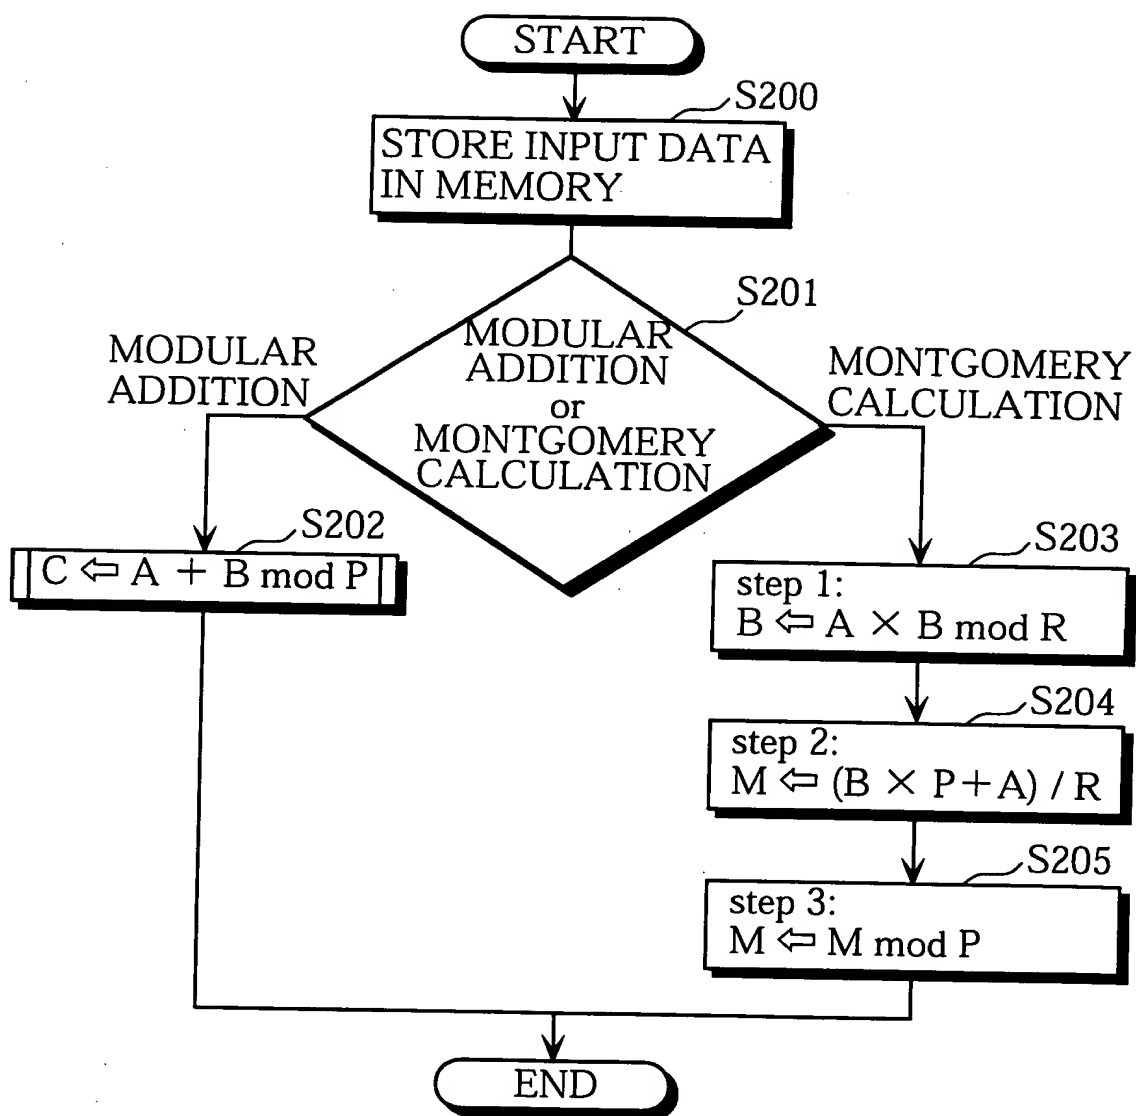 START
S200
STORE INPUT DATA
IN MEMORY
S201
MODULAR
ADDITION
or
MONTGOMERY
CALCULATION
MODULAR
ADDITION
MONTGOMERY
CALCULATION
S202
C ⇦ A + B mod P
S203
step 1:
B ⇦ A × B mod R
S204
step 2:
M ⇦ (B × P+A) / R
S205
step 3:
M ⇦ M mod P
END